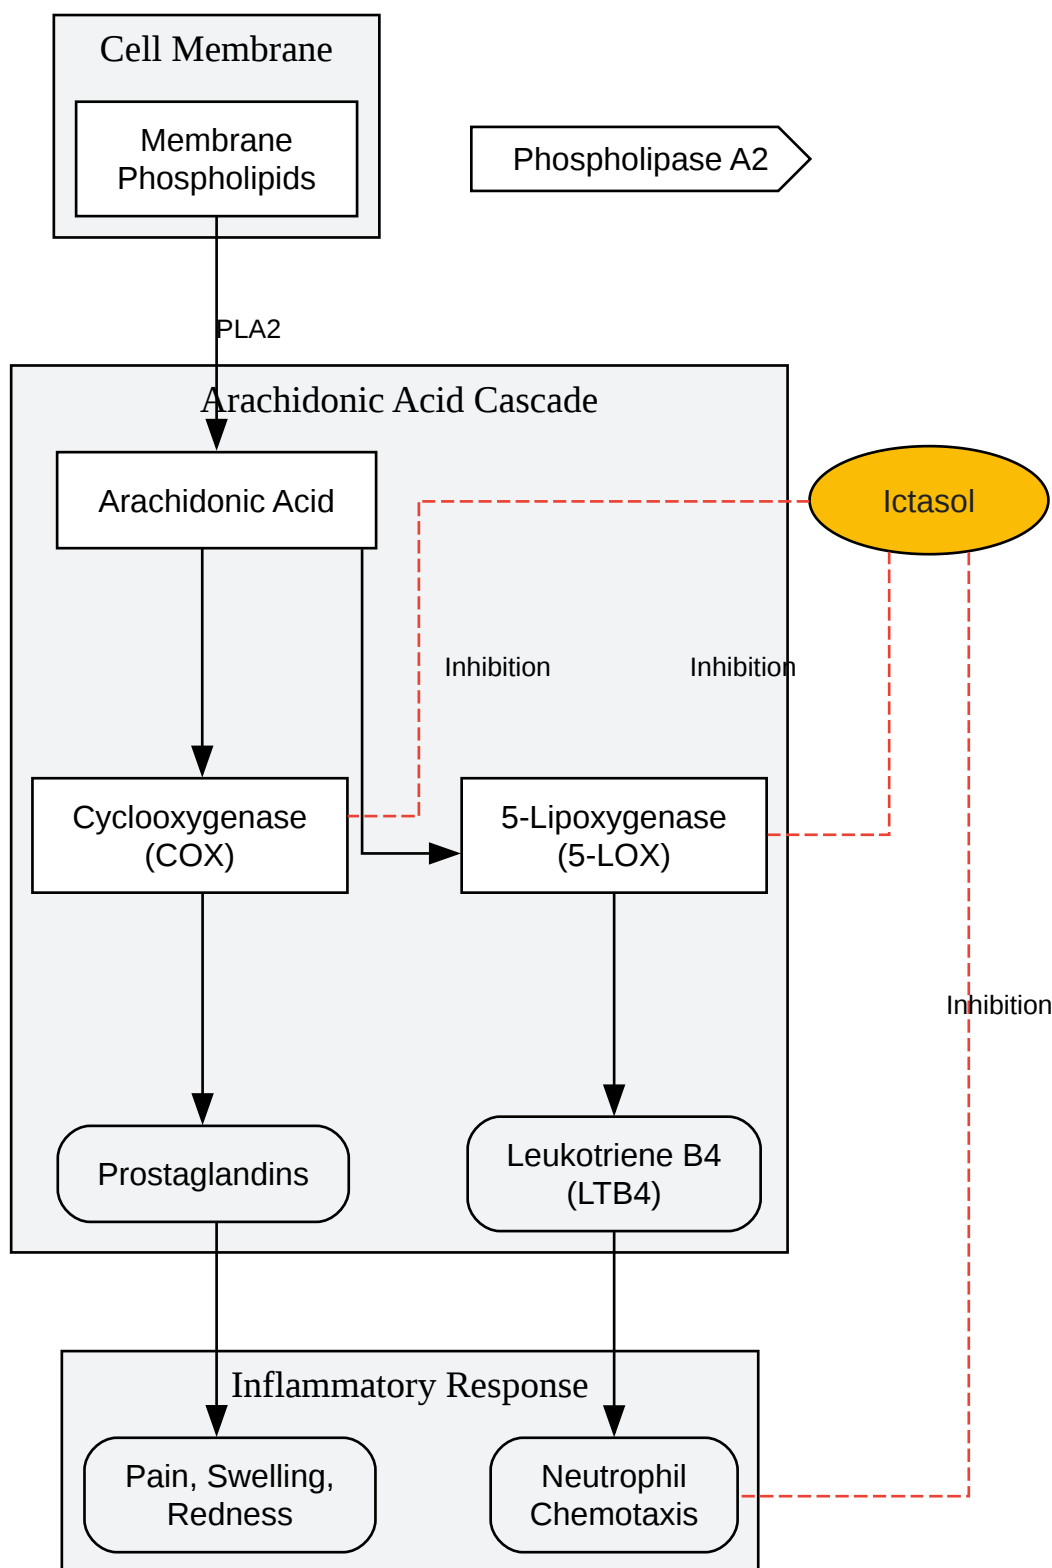 Cell Membrane
Membrane
Phospholipids
Phospholipase A2
PLA2
Arachidonic Acid Cascade
Arachidonic Acid
Ictasol
Inhibition
Inhibition
Cyclooxygenase
(COX)
5-Lipoxygenase
(5-LOX)
Inhibition
Prostaglandins
Leukotriene B4
(LTB4)
Inflammatory Response
Pain, Swelling,
Redness
Neutrophil
Chemotaxis